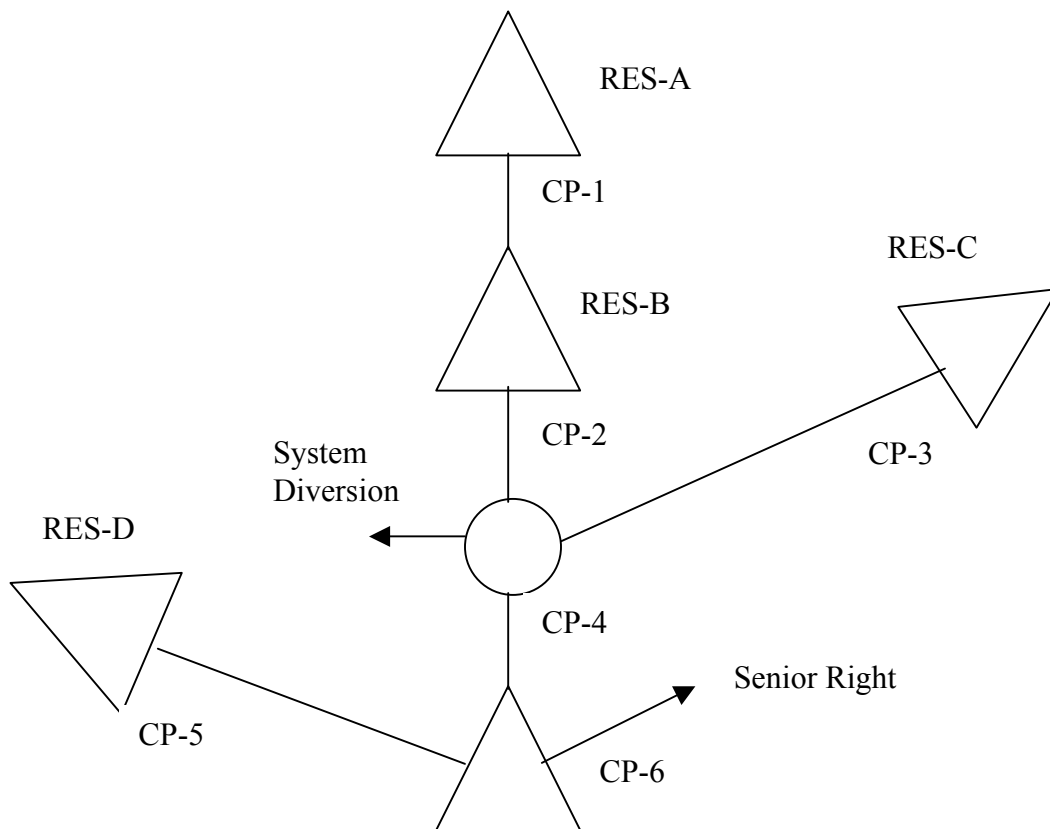 RES-A
CP-1
RES-C
RES-B
CP-2
CP-3
System
Diversion
RES-D
CP-4
Senior Right
CP-5
CP-6